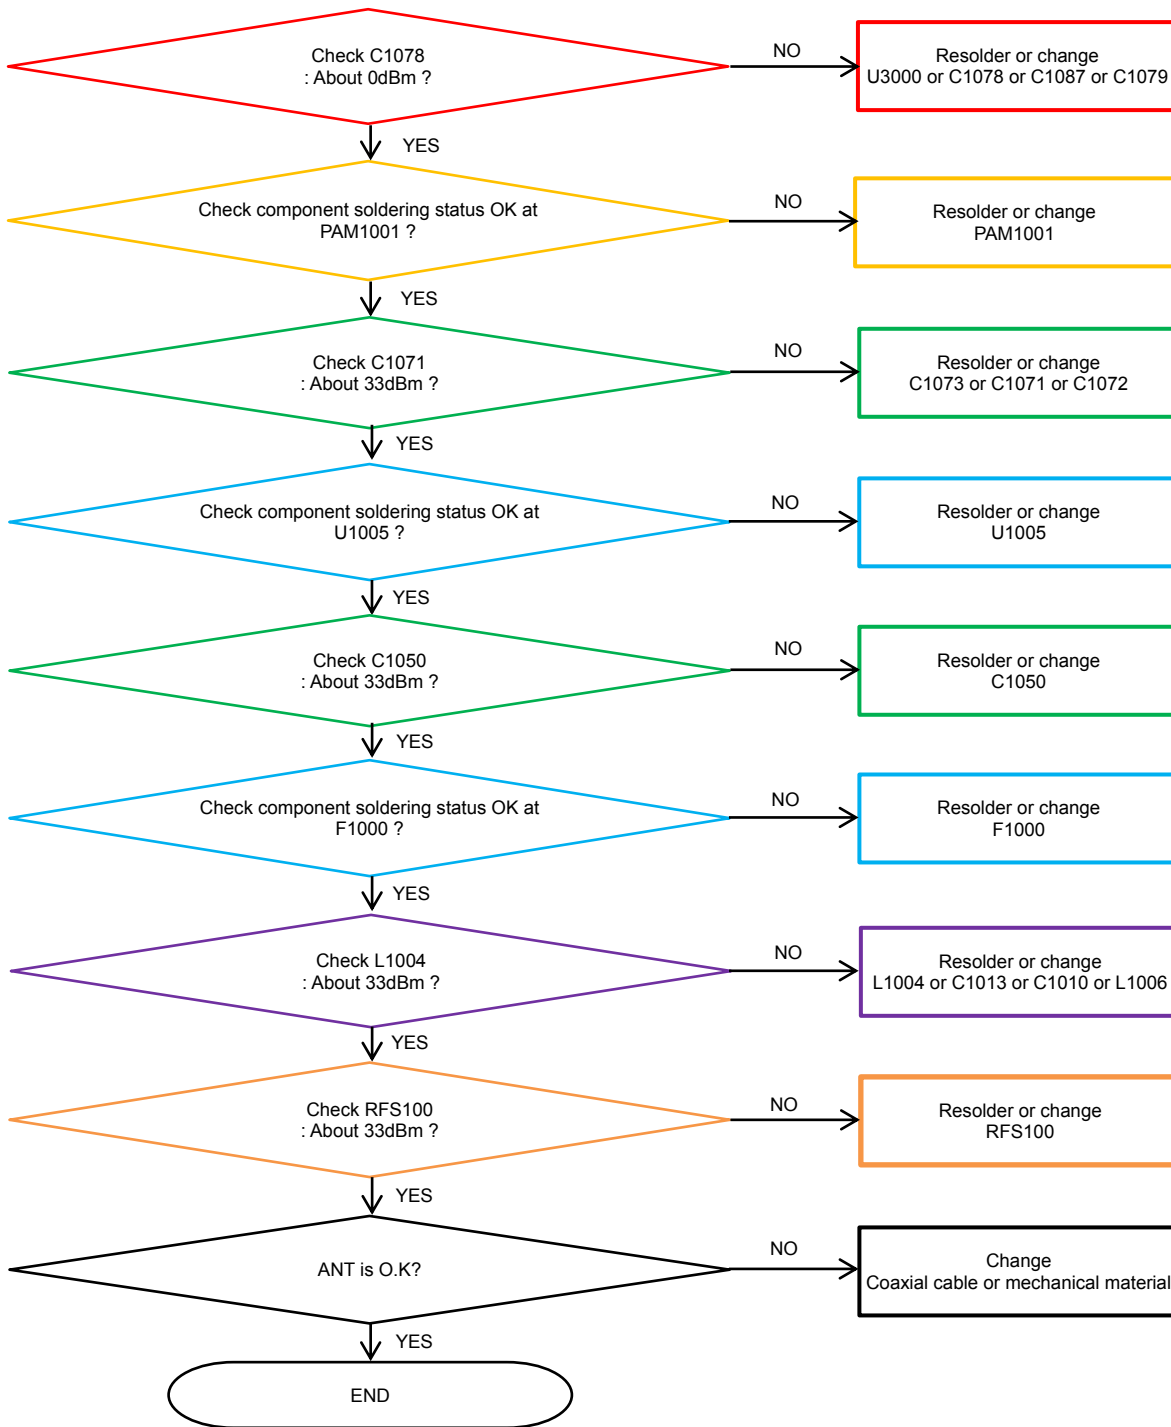 Check C1078
: About 0dBm ?
NO
Resolder or change
U3000 or C1078 or C1087 or C1079
YES
Check component soldering status OK at
PAM1001 ?
NO
Resolder or change
PAM1001
YES
Check C1071
: About 33dBm ?
NO
Resolder or change
C1073 or C1071 or C1072
YES
Check component soldering status OK at
U1005 ?
NO
Resolder or change
U1005
YES
Check C1050
: About 33dBm ?
NO
Resolder or change
C1050
YES
Check component soldering status OK at
F1000 ?
NO
Resolder or change
F1000
YES
Check L1004
: About 33dBm ?
NO
Resolder or change
L1004 or C1013 or C1010 or L1006
YES
Check RFS100
: About 33dBm ?
NO
Resolder or change
RFS100
YES
ANT is O.K?
NO
Change
Coaxial cable or mechanical material
YES
END